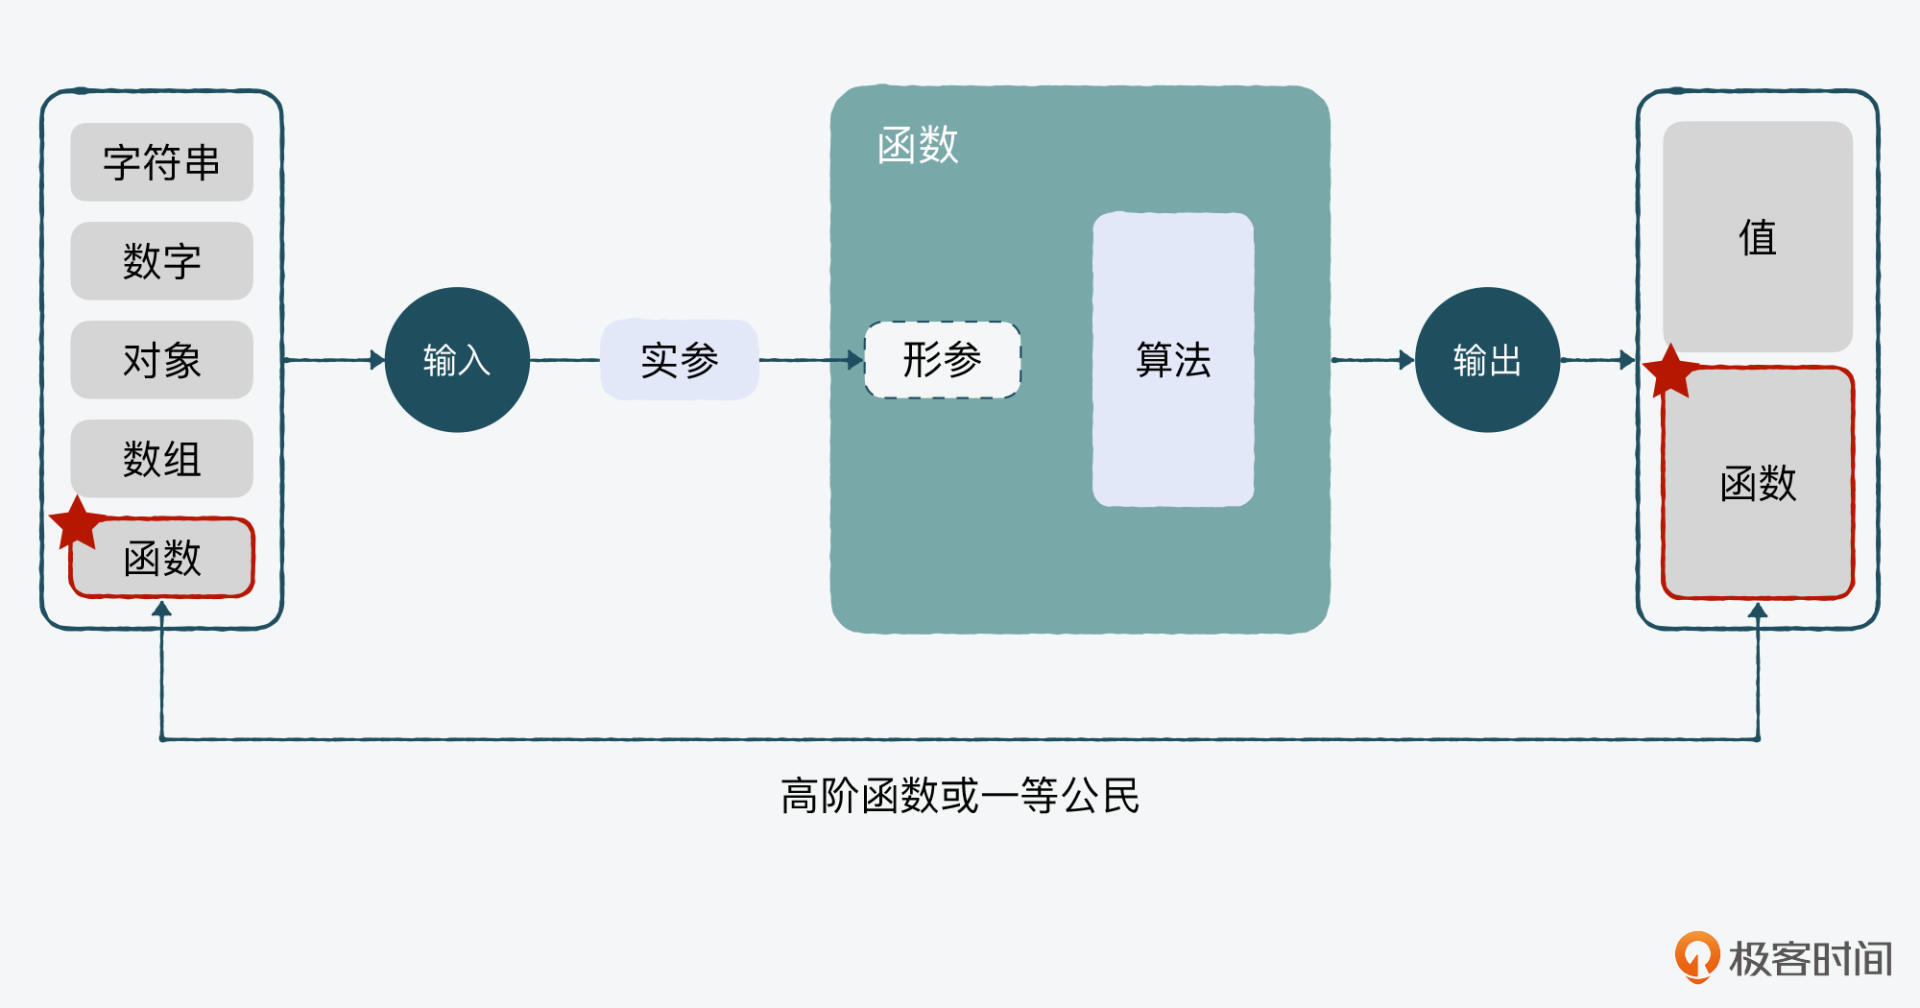 字符串
数字
对象
数组
函数
输入
实参
函数
形参
算法
输出
值
函数
高阶函数或一等公民
极客时间